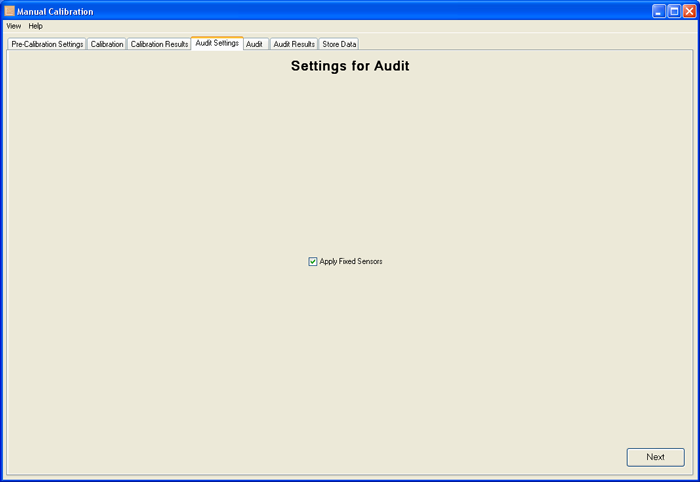 Manual Calibration
View Help
Pre-Calibration Settings Calibration Calibration Results Audit Settings Audit Audit Results Store Data
Settings for Audit
Apply Fixed Sensors
Next